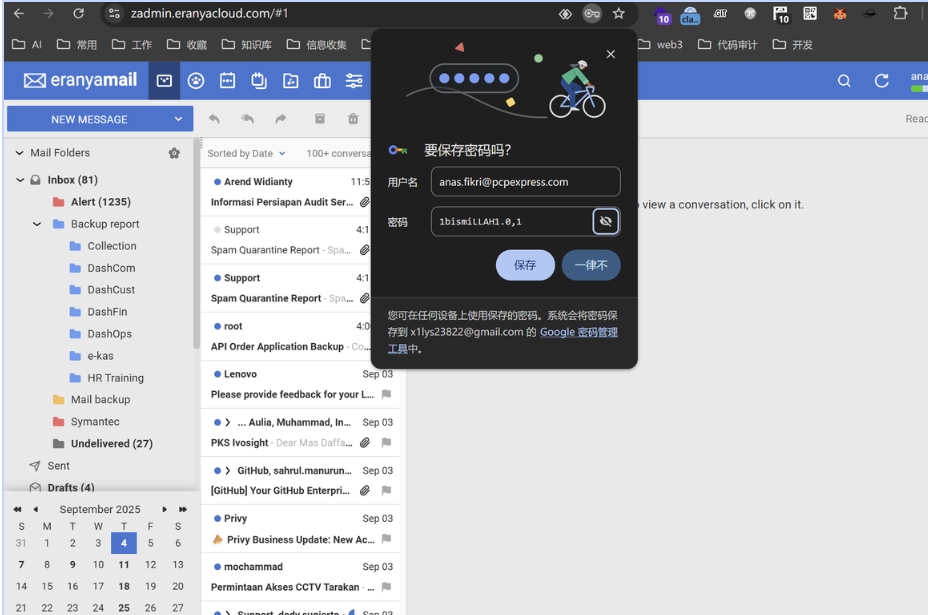 zadmin.eranyacloud.com/#1
10
cla..
10
AI
常用
工作
收藏
知识库
信息收集
web3
代码审计
开发
eranyamail
ana
NEW MESSAGE
Read
Mail Folders
Inbox (81)
Alert (1235)
Backup report
Collection
DashCom
DashCust
DashFin
DashOps
e-kas
HR Training
Mail backup
Symantec
Undelivered (27)
Sent
Drafts (4)
September 2025
S M T W T F S
31 1 2 3 4 5 6
7 8 9 10 11 12 13
14 15 16 17 18 19 20
21 22 23 24 25 26 27
Sorted by Date
100+ conversa
Arend Widianty 11:5
Informasi Persiapan Audit Ser...
Support 4:1
Spam Quarantine Report - Spa...
Support 4:1
Spam Quarantine Report - Spa...
root 4:0
API Order Application Backup - Co...
Lenovo Sep 03
Please provide feedback for your L...
... Aulia, Muhammad, In... Sep 03
PKS Ivosight - Dear Mas Daffa...
GitHub, sahrul.manurun... Sep 03
[GitHub] Your GitHub Enterpri...
Privy Sep 03
Privy Business Update: New Ac...
mochammad Sep 03
Permintaan Akses CCTV Tarakan - ...
Support, dody.sugiarto Sep 03
view a conversation, click on it.
要保存密码吗?
用户名 anas.fikri@pcpexpress.com
密码 1bismiLLAH1.0,1
保存
一律不
您可在任何设备上使用保存的密码。系统会将密码保
存到 x1lys23822@gmail.com 的 Google 密码管理
工具中。